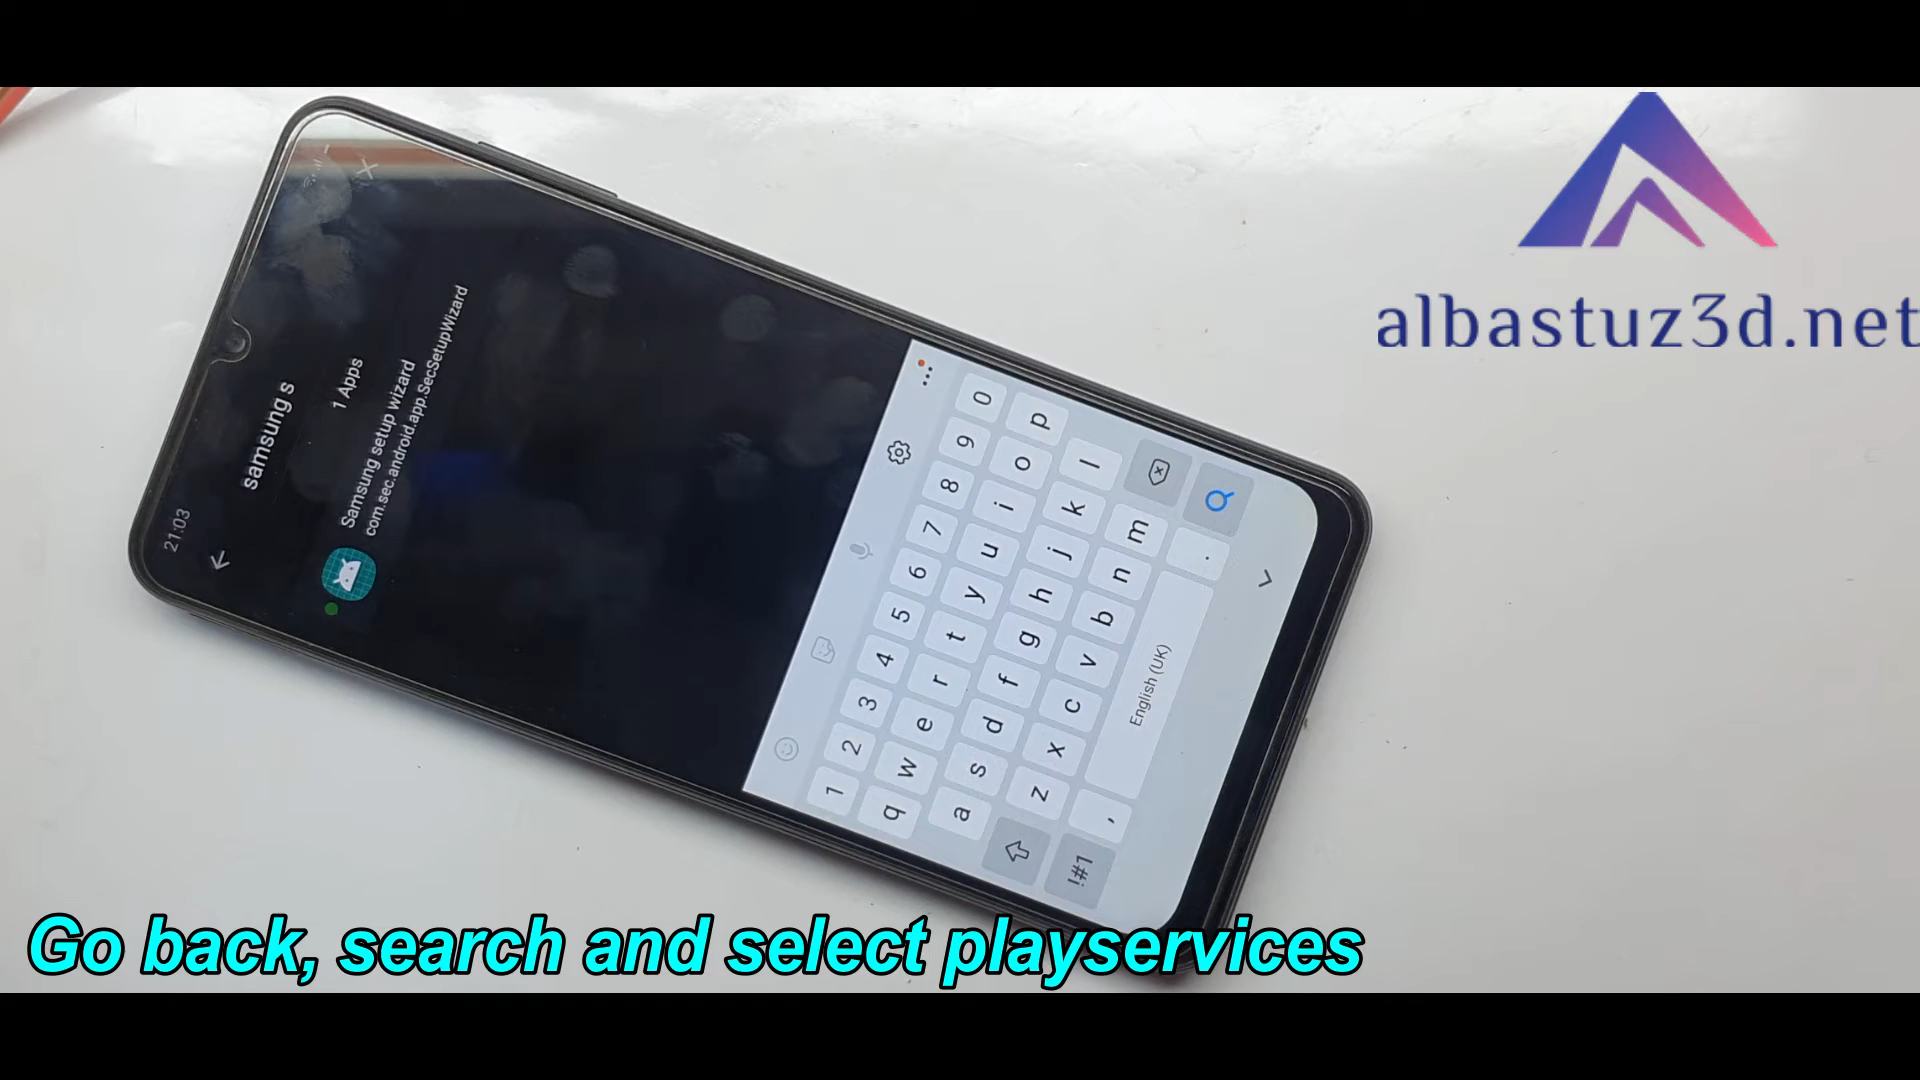 21:03
samsung s
1 Apps
Samsung setup wizard
com.sec.android.app.SecSetupWizard
1 2 3 4 5 6 7 8 9 0
q w e r t y u i o p
a s d f g h j k l
z x c v b n m
!#1 , English (UK) .
albastuz3d.net
Go back, search and select playservices